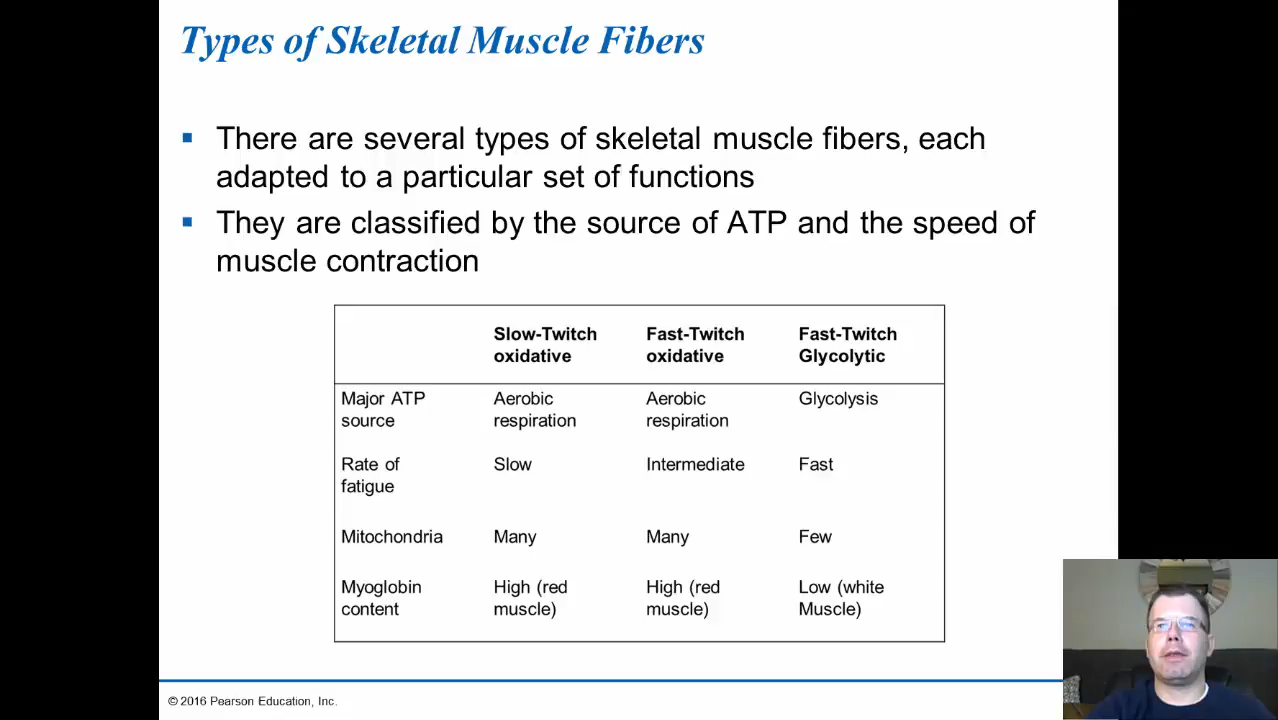 Types of Skeletal Muscle Fibers
▪ There are several types of skeletal muscle fibers, each
adapted to a particular set of functions
▪ They are classified by the source of ATP and the speed of
muscle contraction
Slow-Twitch oxidative Fast-Twitch oxidative Fast-Twitch Glycolytic
Major ATP source Aerobic respiration Aerobic respiration Glycolysis
Rate of fatigue Slow Intermediate Fast
Mitochondria Many Many Few
Myoglobin content High (red muscle) High (red muscle) Low (white Muscle)
© 2016 Pearson Education, Inc.